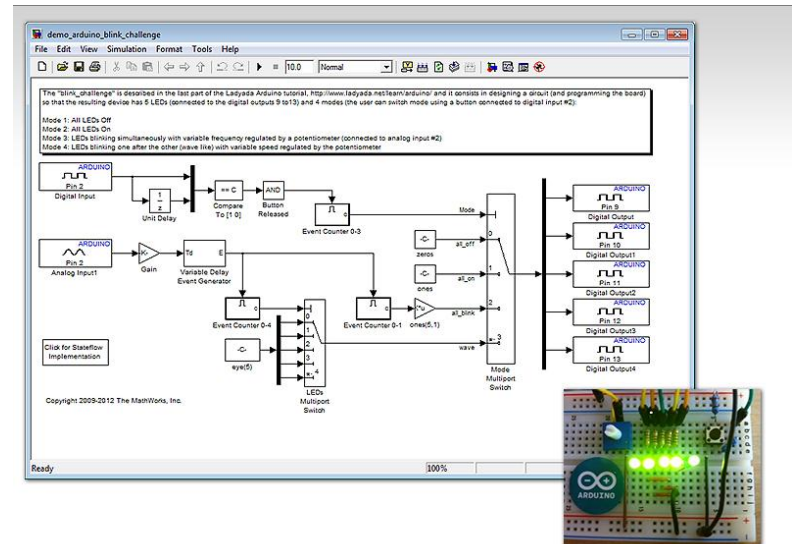 demo_arduino_blink_challenge
File Edit View Simulation Format Tools Help
10.0 Normal
The "blink_challenge" is described in the last part of the Ladyada Arduino tutorial, http://www.ladyada.net/learn/arduino/ and it consists in designing a circuit (and programming the board)
so that the resulting device has 5 LEDs (connected to the digital outputs 9 to13) and 4 modes (the user can switch mode using a button connected to digital input #2):
Mode 1: All LEDs Off
Mode 2: All LEDs On
Mode 3: LEDs blinking simultaneously with variable frequency regulated by a potentiometer (connected to analog input #2)
Mode 4: LEDs blinking one after the other (wave like) with variable speed regulated by the potentiometer
ARDUINO
Pin 2
Digital Input
1
z
Unit Delay
== C
Compare
To [1 0]
AND
Button
Released
c
Event Counter 0-3
Mode
ARDUINO
Pin 2
Analog Input1
K-
Gain
Td E
Variable Delay
Event Generator
c
Event Counter 0-4
c
Event Counter 0-1
-C-
zeros
all_off
-C-
ones
all_on
ones(5,1)
all_blink
wave
0
1
2
3
Mode
Multiport
Switch
-C-
eye(5)
0
1
2
3
4
LEDs
Multiport
Switch
ARDUINO
Pin 9
Digital Output
ARDUINO
Pin 10
Digital Output1
ARDUINO
Pin 11
Digital Output2
ARDUINO
Pin 12
Digital Output3
ARDUINO
Pin 13
Digital Output4
Click for Stateflow
Implementation
Copyright 2009-2012 The MathWorks, Inc.
Ready 100%
ARDUINO